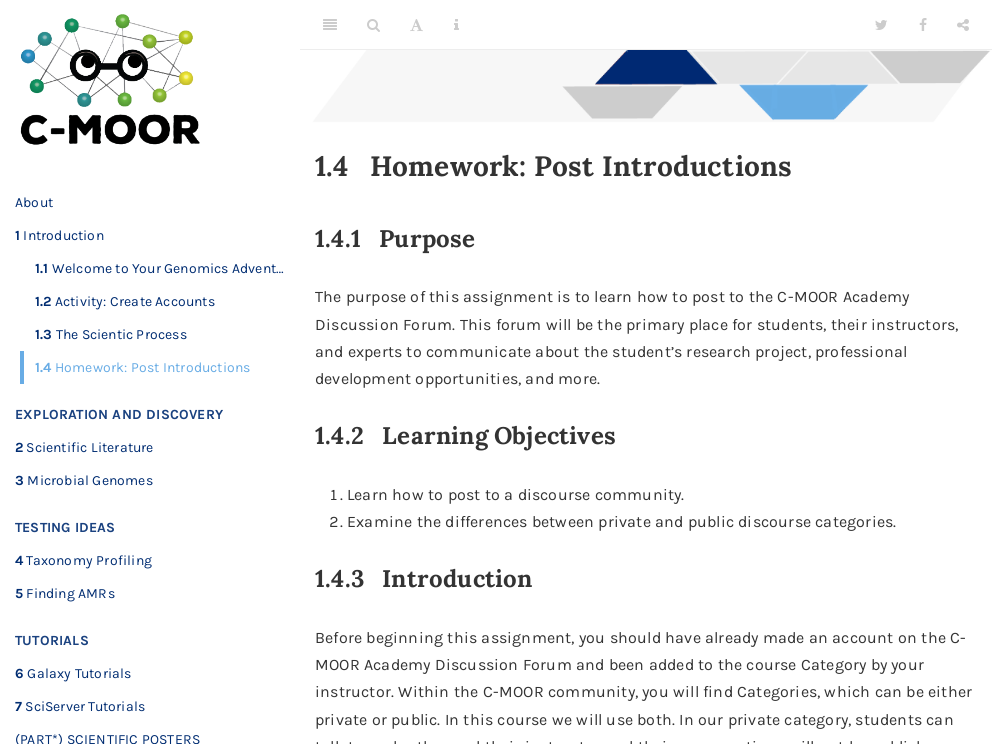 C-MOOR
About
1 Introduction
1.1 Welcome to Your Genomics Advent…
1.2 Activity: Create Accounts
1.3 The Scientic Process
1.4 Homework: Post Introductions
EXPLORATION AND DISCOVERY
2 Scientific Literature
3 Microbial Genomes
TESTING IDEAS
4 Taxonomy Profiling
5 Finding AMRs
TUTORIALS
6 Galaxy Tutorials
7 SciServer Tutorials
(PART*) SCIENTIFIC POSTERS
1.4 Homework: Post Introductions
1.4.1 Purpose
The purpose of this assignment is to learn how to post to the C-MOOR Academy
Discussion Forum. This forum will be the primary place for students, their instructors,
and experts to communicate about the student's research project, professional
development opportunities, and more.
1.4.2 Learning Objectives
1. Learn how to post to a discourse community.
2. Examine the differences between private and public discourse categories.
1.4.3 Introduction
Before beginning this assignment, you should have already made an account on the C-
MOOR Academy Discussion Forum and been added to the course Category by your
instructor. Within the C-MOOR community, you will find Categories, which can be either
private or public. In this course we will use both. In our private category, students can